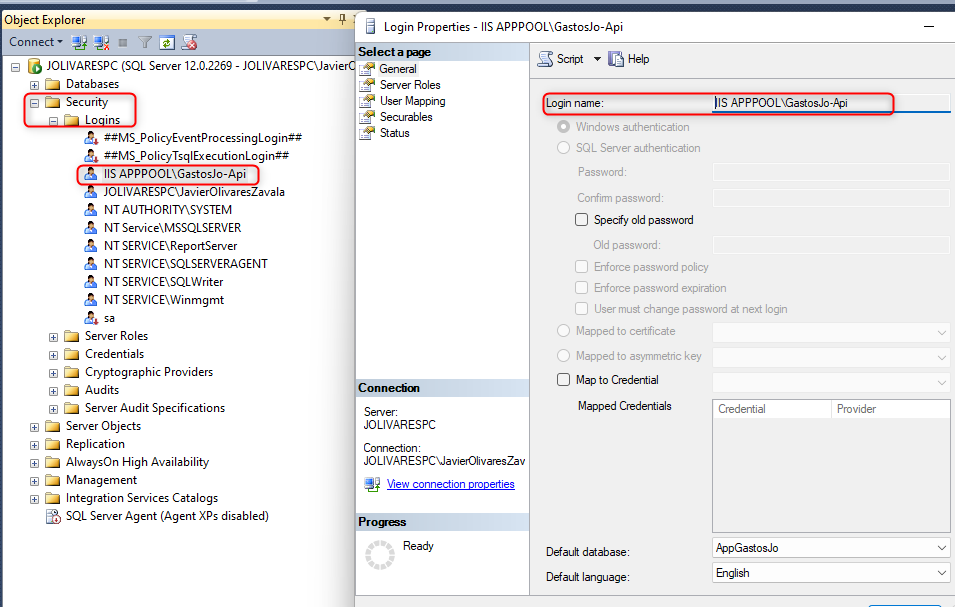 Object Explorer
Connect
JOLIVARESPC (SQL Server 12.0.2269 - JOLIVARESPC\JavierO
Databases
Security
Logins
##MS_PolicyEventProcessingLogin##
##MS_PolicyTsqlExecutionLogin##
IIS APPPOOL\GastosJo-Api
JOLIVARESPC\JavierOlivaresZavala
NT AUTHORITY\SYSTEM
NT Service\MSSQLSERVER
NT SERVICE\ReportServer
NT SERVICE\SQLSERVERAGENT
NT SERVICE\SQLWriter
NT SERVICE\Winmgmt
sa
Server Roles
Credentials
Cryptographic Providers
Audits
Server Audit Specifications
Server Objects
Replication
AlwaysOn High Availability
Management
Integration Services Catalogs
SQL Server Agent (Agent XPs disabled)
Login Properties - IIS APPPOOL\GastosJo-Api
Select a page
General
Server Roles
User Mapping
Securables
Status
Connection
Server:
JOLIVARESPC
Connection:
JOLIVARESPC\JavierOlivaresZav
View connection properties
Progress
Ready
Script Help
Login name: IIS APPPOOL\GastosJo-Api
Windows authentication
SQL Server authentication
Password:
Confirm password:
Specify old password
Old password:
Enforce password policy
Enforce password expiration
User must change password at next login
Mapped to certificate
Mapped to asymmetric key
Map to Credential
Mapped Credentials
Credential Provider
Default database: AppGastosJo
Default language: English